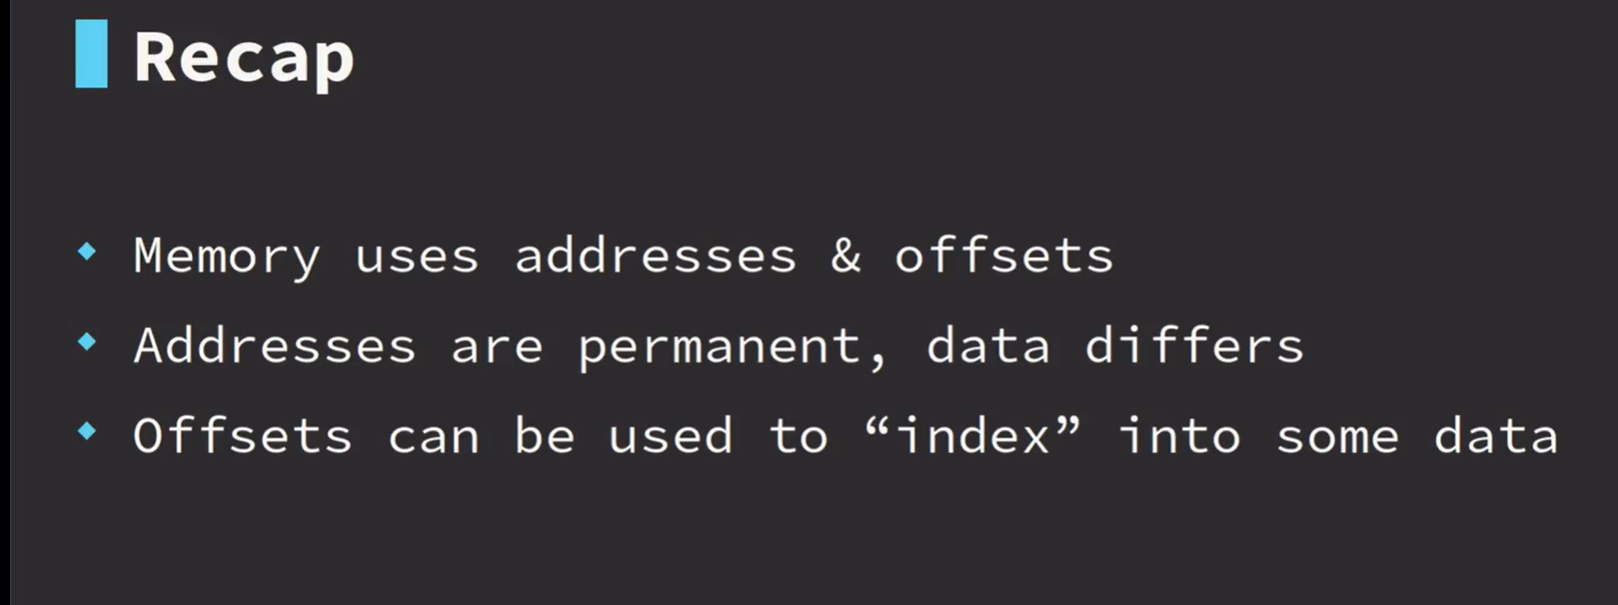 Recap
Memory uses addresses & offsets
Addresses are permanent, data differs
Offsets can be used to “index” into some data